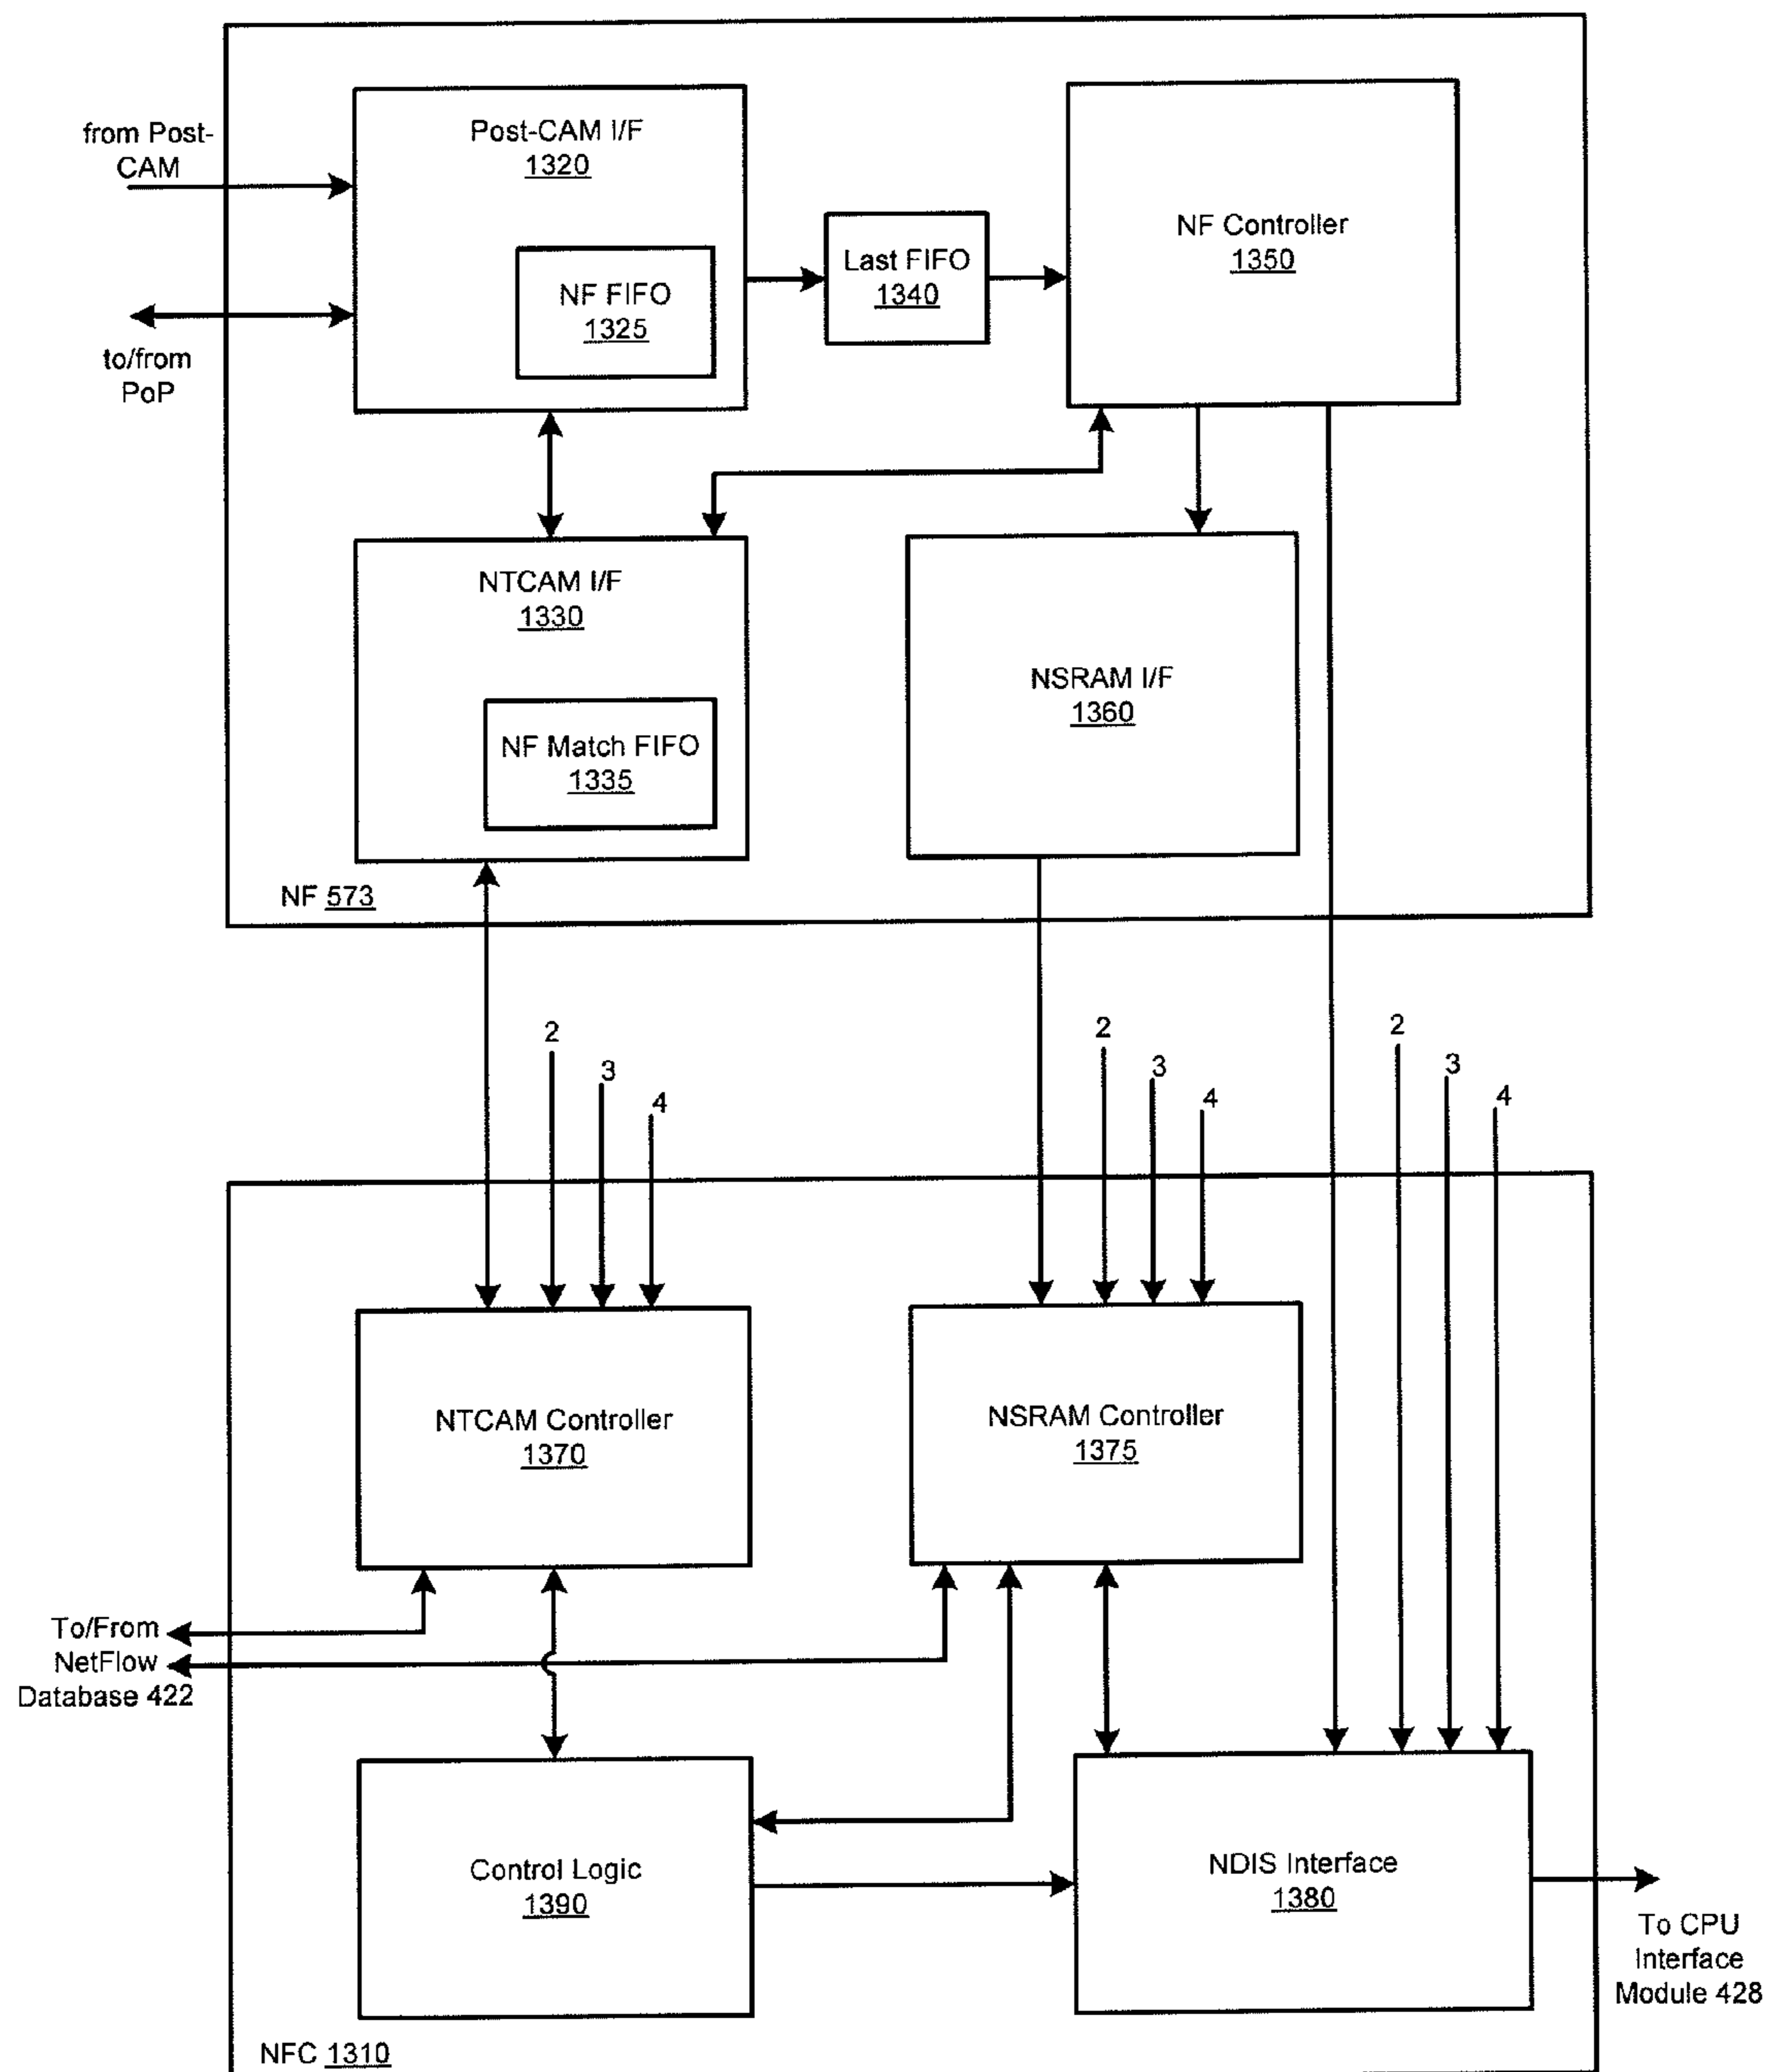 from Post-
CAM
to/from
PoP
Post-CAM I/F
1320
NF FIFO
1325
Last FIFO
1340
NF Controller
1350
NTCAM I/F
1330
NF Match FIFO
1335
NSRAM I/F
1360
NF 573
2
3
4
2
3
4
2
3
4
NTCAM Controller
1370
NSRAM Controller
1375
To/From
NetFlow
Database 422
Control Logic
1390
NDIS Interface
1380
To CPU
Interface
Module 428
NFC 1310